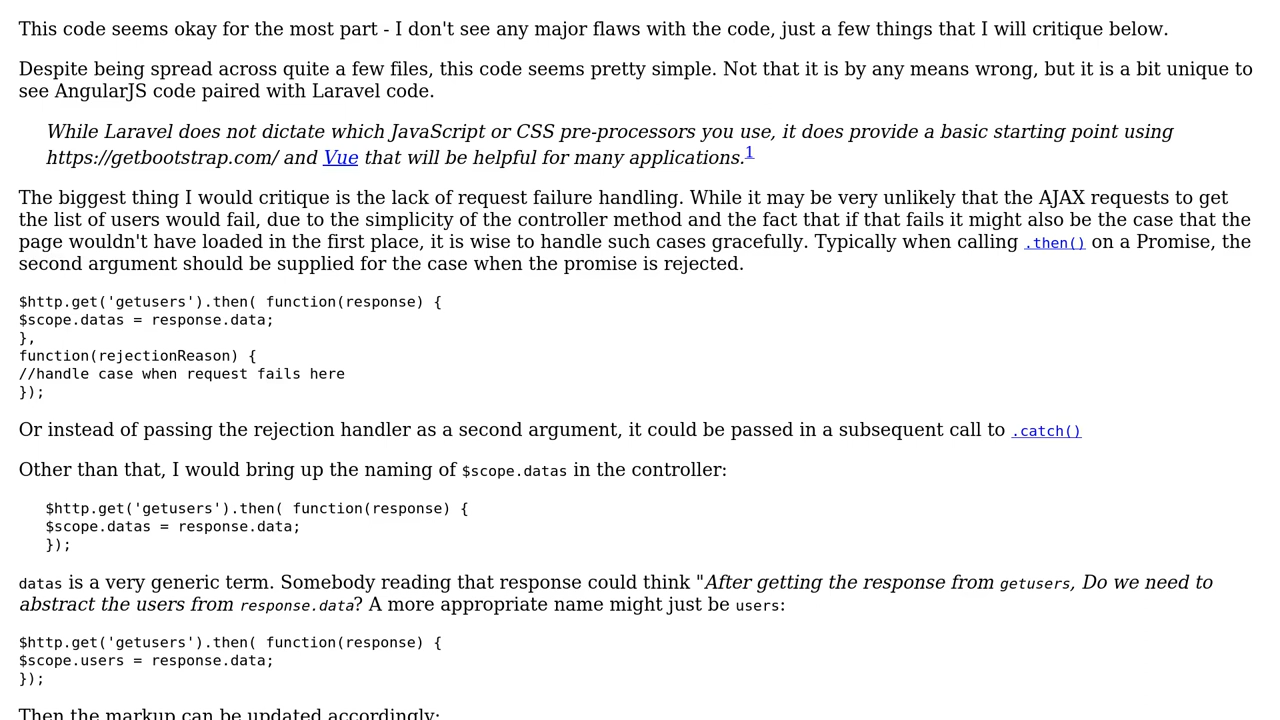 This code seems okay for the most part - I don't see any major flaws with the code, just a few things that I will critique below.
Despite being spread across quite a few files, this code seems pretty simple. Not that it is by any means wrong, but it is a bit unique to
see AngularJS code paired with Laravel code.
While Laravel does not dictate which JavaScript or CSS pre-processors you use, it does provide a basic starting point using
https://getbootstrap.com/ and Vue that will be helpful for many applications.1
The biggest thing I would critique is the lack of request failure handling. While it may be very unlikely that the AJAX requests to get
the list of users would fail, due to the simplicity of the controller method and the fact that if that fails it might also be the case that the
page wouldn't have loaded in the first place, it is wise to handle such cases gracefully. Typically when calling .then() on a Promise, the
second argument should be supplied for the case when the promise is rejected.
$http.get('getusers').then( function(response) {
$scope.datas = response.data;
},
function(rejectionReason) {
//handle case when request fails here
});
Or instead of passing the rejection handler as a second argument, it could be passed in a subsequent call to .catch()
Other than that, I would bring up the naming of $scope.datas in the controller:
$http.get('getusers').then( function(response) {
$scope.datas = response.data;
});
datas is a very generic term. Somebody reading that response could think "After getting the response from getusers, Do we need to
abstract the users from response.data? A more appropriate name might just be users:
$http.get('getusers').then( function(response) {
$scope.users = response.data;
});
Then the markup can be updated accordingly: